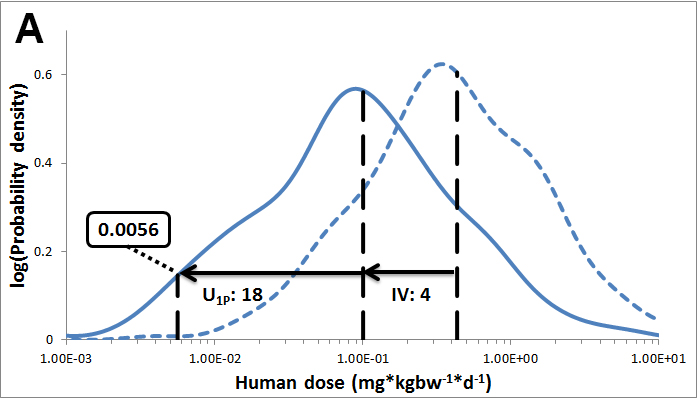 A
log(Probability density)
0.6
0.4
0.2
0
0.0056
U1P: 18
IV: 4
1.00E-03
1.00E-02
1.00E-01
1.00E+00
1.00E+01
Human dose (mg*kgbw-1*d-1)